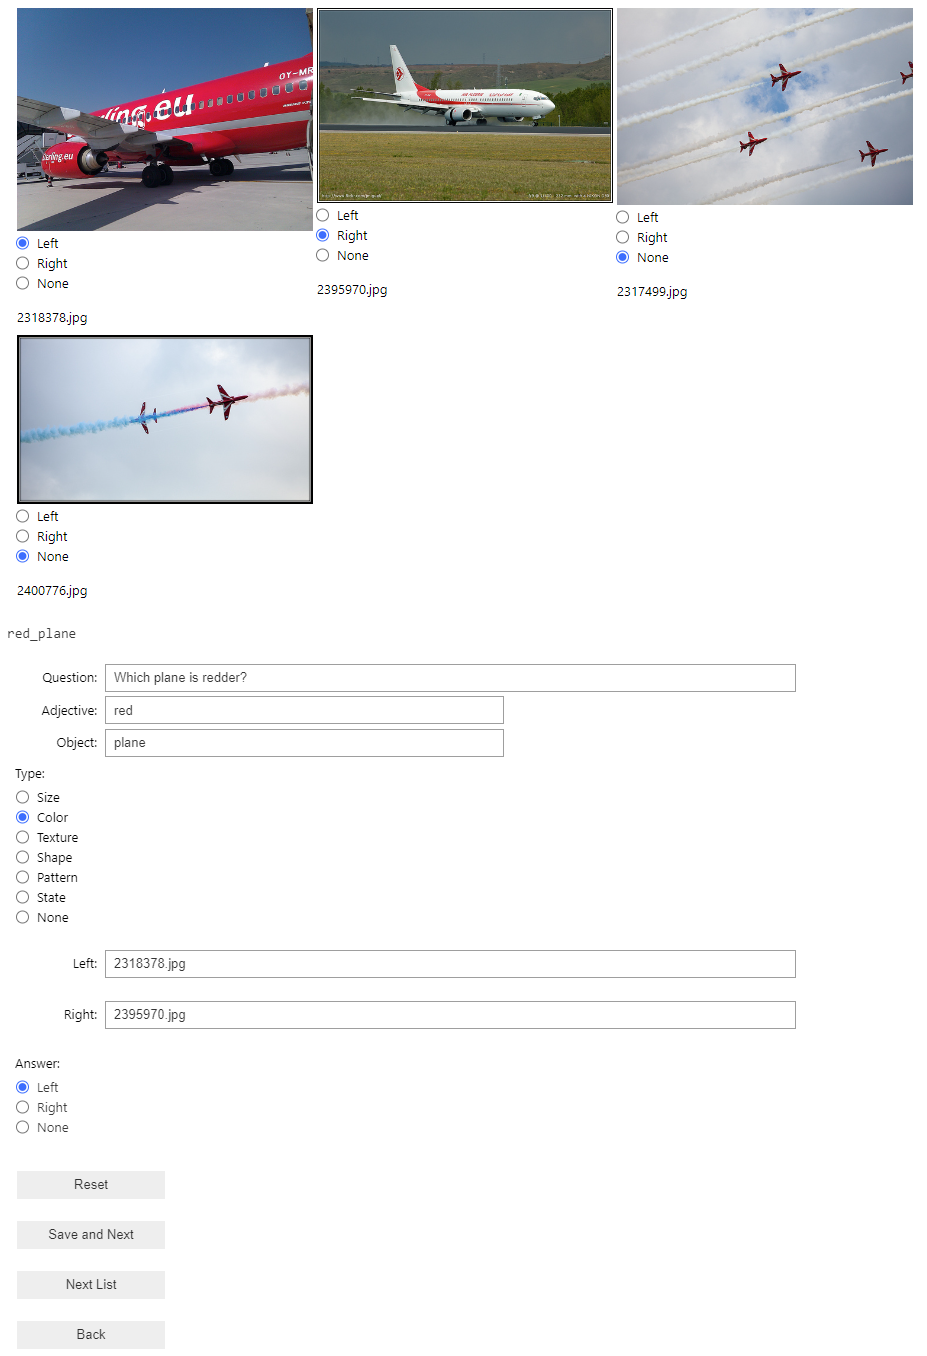 OY-MR
rling.eu
sterling.eu
AIR ALGERIE
Left
Right
None
2318378.jpg
Left
Right
None
2395970.jpg
Left
Right
None
2317499.jpg
Left
Right
None
2400776.jpg
red_plane
Question: Which plane is redder?
Adjective: red
Object: plane
Type:
Size
Color
Texture
Shape
Pattern
State
None
Left: 2318378.jpg
Right: 2395970.jpg
Answer:
Left
Right
None
Reset
Save and Next
Next List
Back